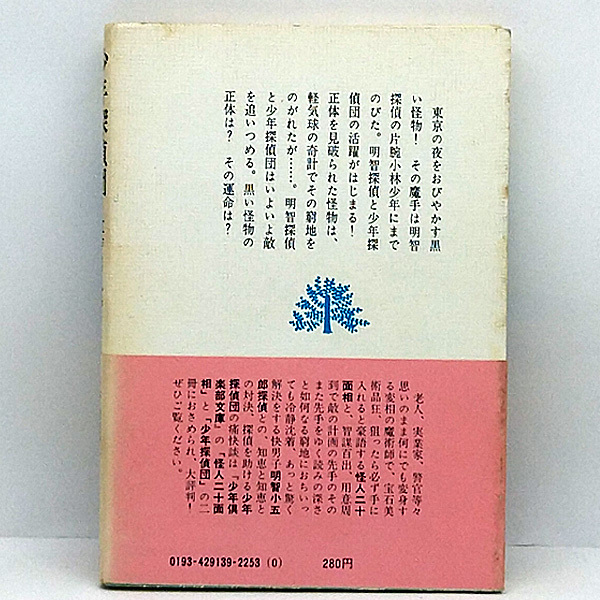 少年探偵団
東京の夜をおびやかす黒
い怪物！　その魔手は明智
探偵の片腕小林少年にまで
のびた。明智探偵と少年探
偵団の活躍がはじまる！
正体を見破られた怪物は、
軽気球の奇計でその窮地を
のがれたが……。明智探偵
と少年探偵団はいよいよ敵
を追いつめる。黒い怪物の
正体は？　その運命は？
老人、実業家、警官等々
思いのまま何にでも変身す
る変相の魔術師で、宝石美
術品狂、狙ったら必ず手に
入れると豪語する怪人二十
面相と、智謀百出、用意周
到で敵の計画の先手のその
また先手をゆく読みの深さ
と如何なる窮地におちいっ
ても冷静沈着、あっと驚く
解決をする快男子明智小五
郎探偵との、知恵と知恵と
の対決、探偵を助ける少年
探偵団の痛快談は「少年倶
楽部文庫」の「怪人二十面
相」と「少年探偵団」の二
冊におさめられ、大評判！
ぜひご覧ください。
0193-429139-2253 (0)　280円